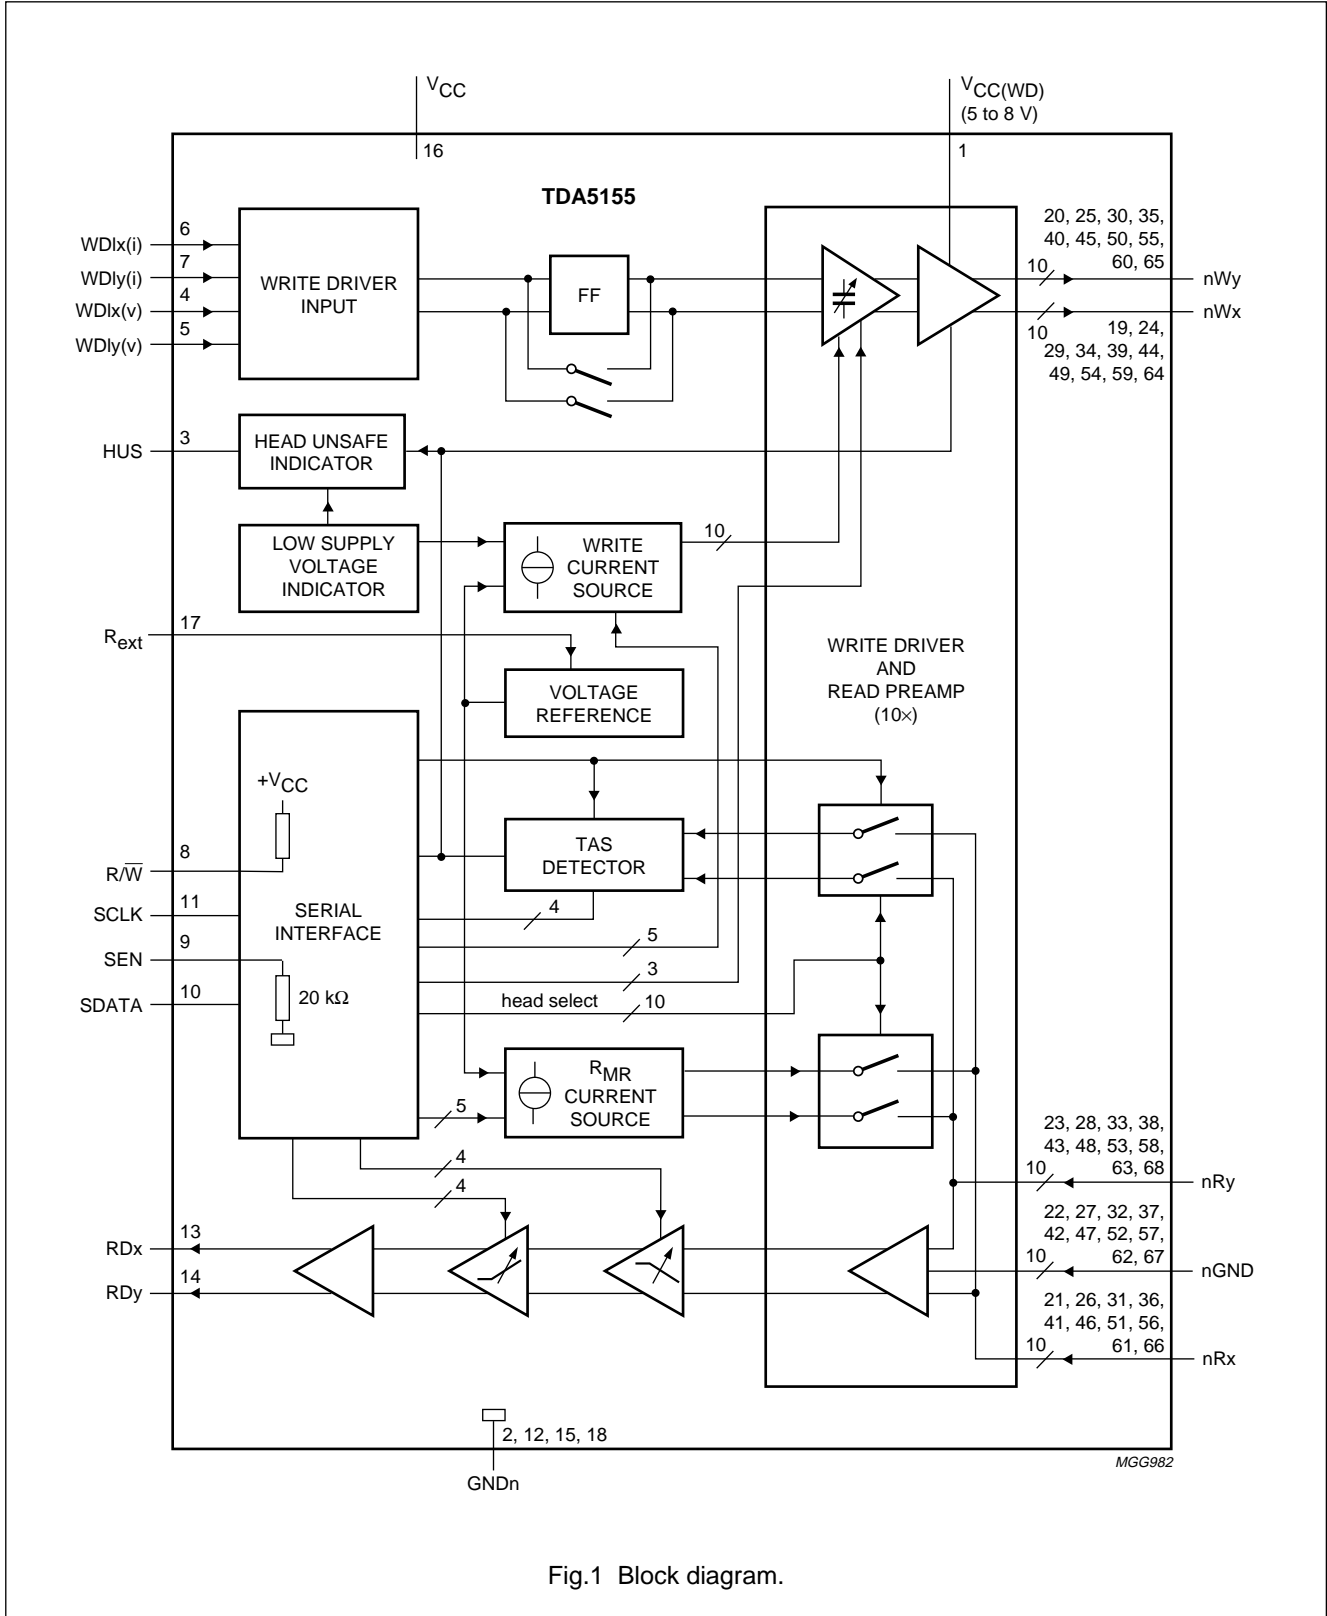 VCC
VCC(WD)
(5 to 8 V)
16
1
TDA5155
WDIx(i)
6
WDIy(i)
7
WDIx(v)
4
WDIy(v)
5
WRITE DRIVER
INPUT
FF
20, 25, 30, 35,
40, 45, 50, 55,
60, 65
10
nWy
nWx
10
19, 24,
29, 34, 39, 44,
49, 54, 59, 64
HUS
3
HEAD UNSAFE
INDICATOR
LOW SUPPLY
VOLTAGE
INDICATOR
WRITE
CURRENT
SOURCE
10
Rext
17
VOLTAGE
REFERENCE
WRITE DRIVER
AND
READ PREAMP
(10×)
+VCC
R/W̅
8
SCLK
11
SEN
9
SDATA
10
SERIAL
INTERFACE
20 kΩ
TAS
DETECTOR
4
5
3
head select
10
RMR
CURRENT
SOURCE
5
4
4
23, 28, 33, 38,
43, 48, 53, 58,
63, 68
10
nRy
22, 27, 32, 37,
42, 47, 52, 57,
62, 67
10
nGND
21, 26, 31, 36,
41, 46, 51, 56,
61, 66
10
nRx
RDx
13
RDy
14
2, 12, 15, 18
GNDn
MGG982
Fig.1 Block diagram.